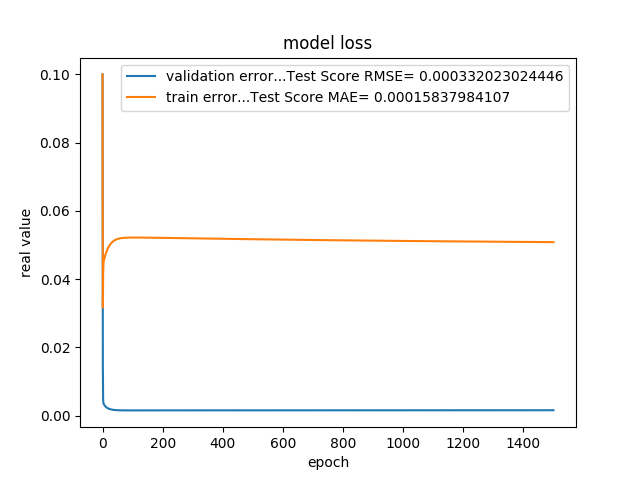 model loss
validation error...Test Score RMSE= 0.000332023024446
train error...Test Score MAE= 0.00015837984107
real value
0.10
0.08
0.06
0.04
0.02
0.00
0 200 400 600 800 1000 1200 1400
epoch